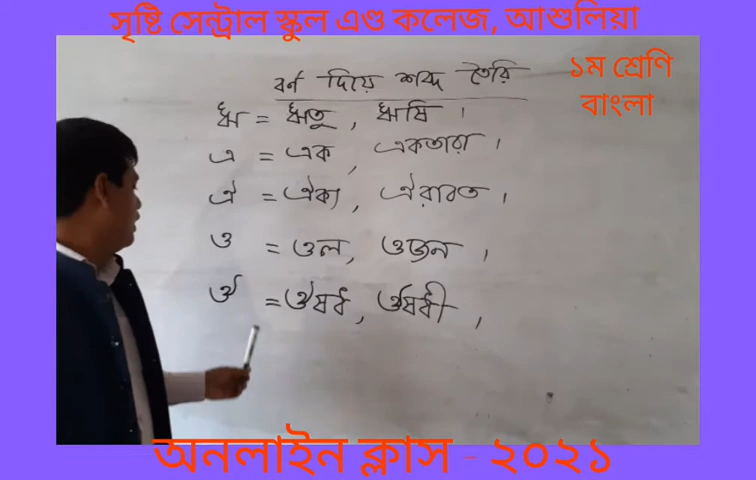 সৃষ্টি সেন্ট্রাল স্কুল এণ্ড কলেজ, আশুলিয়া
১ম শ্রেণি
বাংলা
বর্ণ দিয়ে শব্দ তৈরি
ঋ = ঋতু, ঋষি ।
এ = এক, একতারা ।
ঐ = ঐক্য, ঐরাবত ।
ও = ওল, ওজন ।
ঔ = ঔষধ, ঔষধী ,
অনলাইন ক্লাস - ২০২১